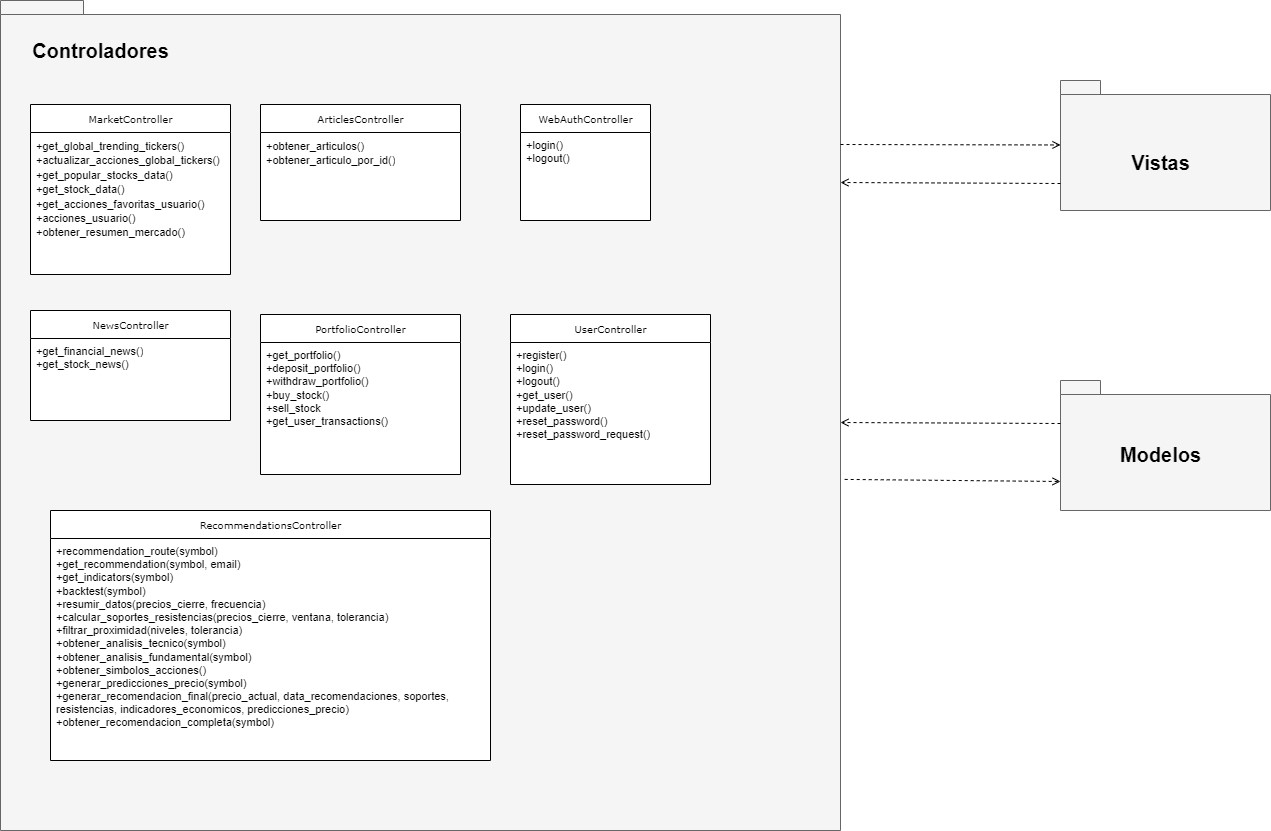 Controladores
MarketController
+get_global_trending_tickers()
+actualizar_acciones_global_tickers()
+get_popular_stocks_data()
+get_stock_data()
+get_acciones_favoritas_usuario()
+acciones_usuario()
+obtener_resumen_mercado()
ArticlesController
+obtener_articulos()
+obtener_articulo_por_id()
WebAuthController
+login()
+logout()
Vistas
NewsController
+get_financial_news()
+get_stock_news()
PortfolioController
+get_portfolio()
+deposit_portfolio()
+withdraw_portfolio()
+buy_stock()
+sell_stock
+get_user_transactions()
UserController
+register()
+login()
+logout()
+get_user()
+update_user()
+reset_password()
+reset_password_request()
Modelos
RecommendationsController
+recommendation_route(symbol)
+get_recommendation(symbol, email)
+get_indicators(symbol)
+backtest(symbol)
+resumir_datos(precios_cierre, frecuencia)
+calcular_soportes_resistencias(precios_cierre, ventana, tolerancia)
+filtrar_proximidad(niveles, tolerancia)
+obtener_analisis_tecnico(symbol)
+obtener_analisis_fundamental(symbol)
+obtener_simbolos_acciones()
+generar_predicciones_precio(symbol)
+generar_recomendacion_final(precio_actual, data_recomendaciones, soportes,
resistencias, indicadores_economicos, predicciones_precio)
+obtener_recomendacion_completa(symbol)